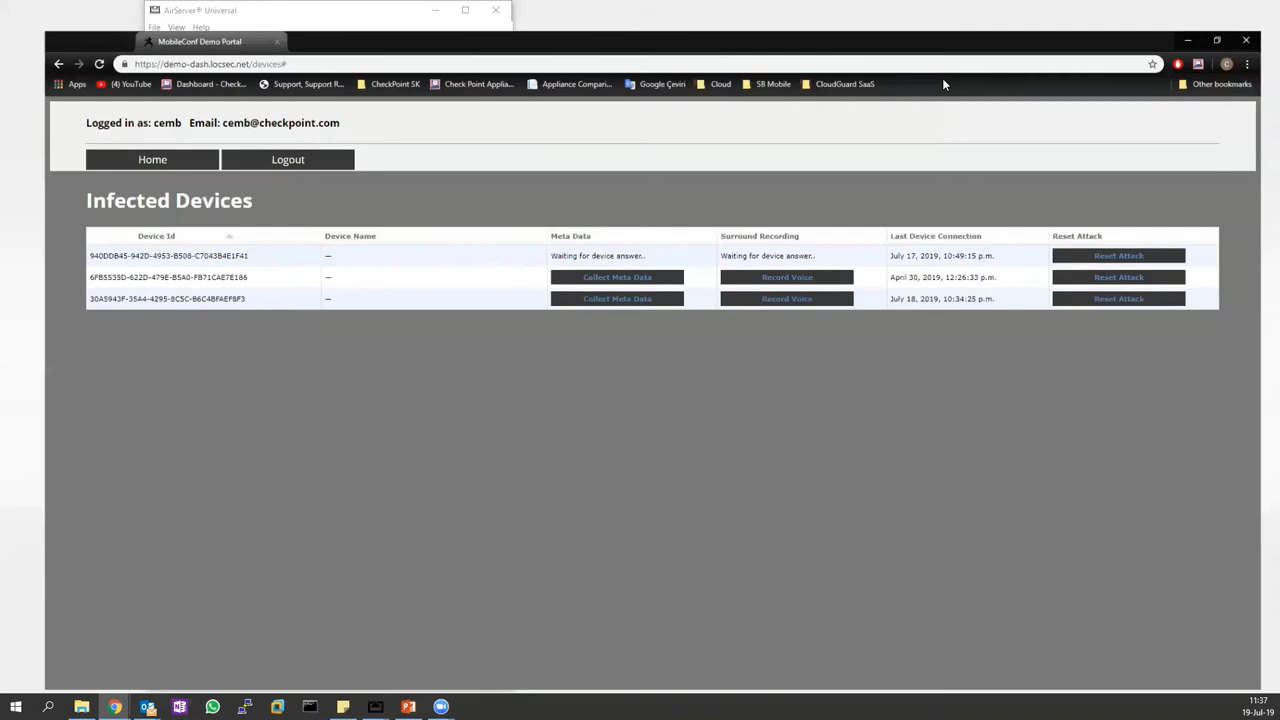 AirServer® Universal
File View Help
MobileConf Demo Portal
https://demo-dash.locsec.net/devices#
Apps (4) YouTube Dashboard - Check... Support, Support R... CheckPoint SK Check Point Applia... Appliance Compari... Google Çeviri Cloud SB Mobile CloudGuard SaaS Other bookmarks
Logged in as: cemb Email: cemb@checkpoint.com
Home Logout
Infected Devices
Device Id Device Name Meta Data Surround Recording Last Device Connection Reset Attack
940DDB45-942D-4953-B508-C7043B4E1F41 — Waiting for device answer.. Waiting for device answer.. July 17, 2019, 10:49:15 p.m. Reset Attack
6FB5535D-622D-479E-B5A0-FB71CAE7E186 — Collect Meta Data Record Voice April 30, 2019, 12:26:33 p.m. Reset Attack
30A5943F-35A4-4295-8C5C-B6C4BFAEF8F3 — Collect Meta Data Record Voice July 18, 2019, 10:34:25 p.m. Reset Attack
11:37
19-Jul-19